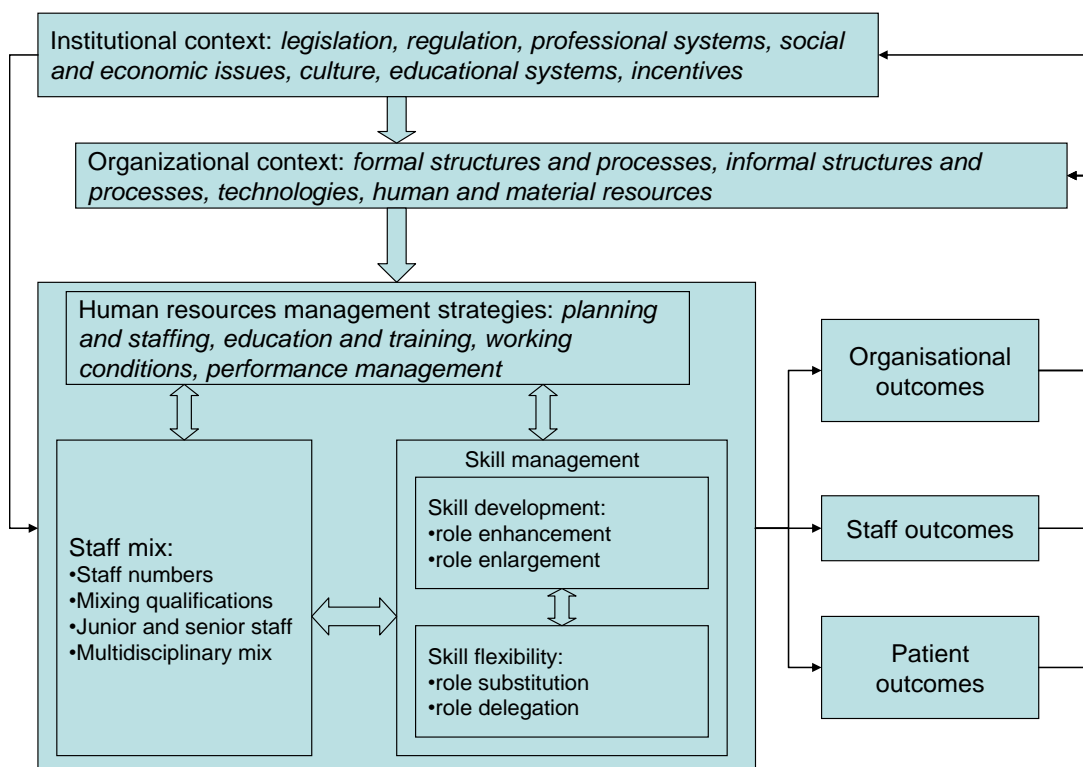 Institutional context: legislation, regulation, professional systems, social
and economic issues, culture, educational systems, incentives
Organizational context: formal structures and processes, informal structures and
processes, technologies, human and material resources
Human resources management strategies: planning
and staffing, education and training, working
conditions, performance management
Staff mix:
•Staff numbers
•Mixing qualifications
•Junior and senior staff
•Multidisciplinary mix
Skill management
Skill development:
•role enhancement
•role enlargement
Skill flexibility:
•role substitution
•role delegation
Organisational
outcomes
Staff outcomes
Patient
outcomes